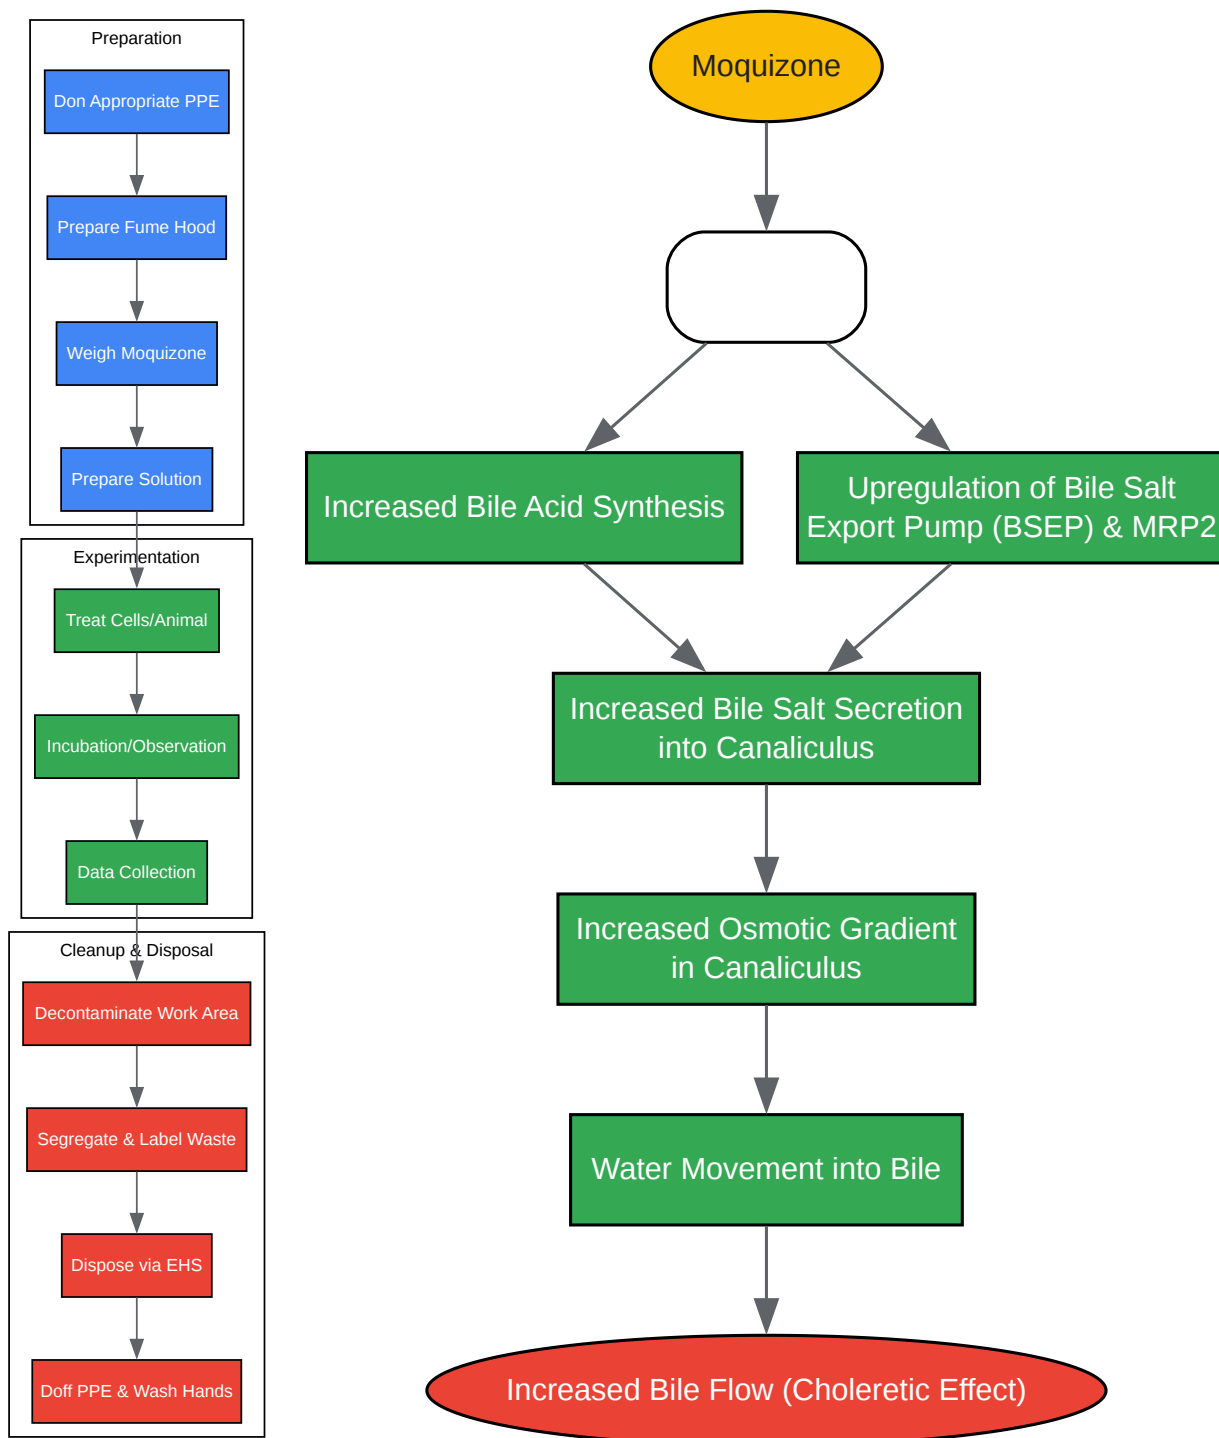 Preparation
Don Appropriate PPE
Prepare Fume Hood
Weigh Moquizone
Prepare Solution
Experimentation
Treat Cells/Animal
Incubation/Observation
Data Collection
Cleanup & Disposal
Decontaminate Work Area
Segregate & Label Waste
Dispose via EHS
Doff PPE & Wash Hands
Moquizone
Increased Bile Acid Synthesis
Upregulation of Bile Salt
Export Pump (BSEP) & MRP2
Increased Bile Salt Secretion
into Canaliculus
Increased Osmotic Gradient
in Canaliculus
Water Movement into Bile
Increased Bile Flow (Choleretic Effect)